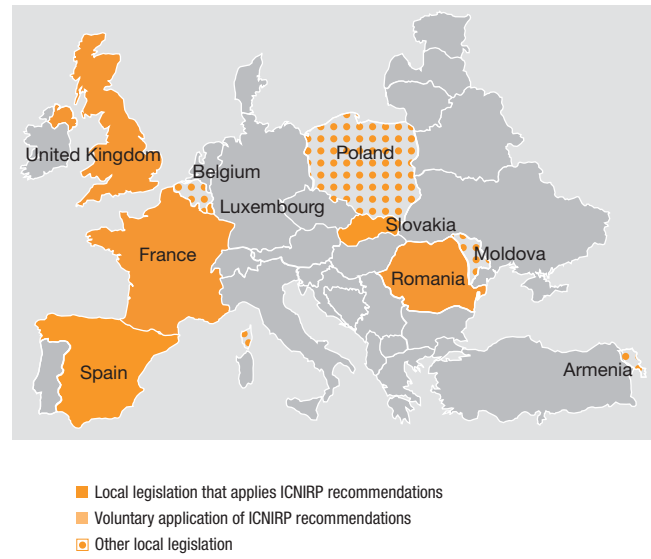 United Kingdom
Belgium
Poland
Luxembourg
Slovakia
France
Moldova
Romania
Spain
Armenia
Local legislation that applies ICNIRP recommendations
Voluntary application of ICNIRP recommendations
Other local legislation